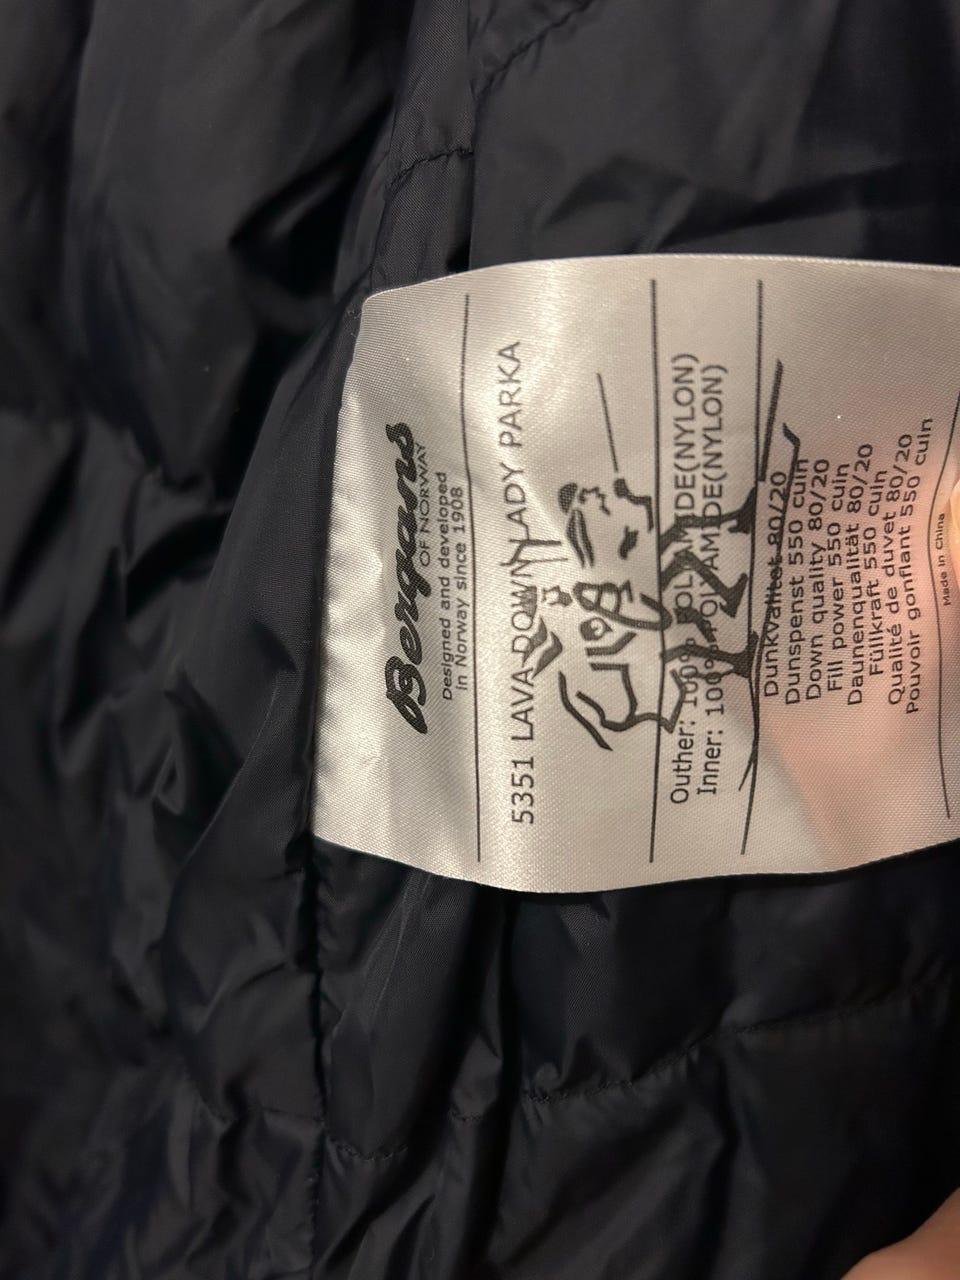 Bergans
OF NORWAY
Designed and developed
in Norway since 1908
5351 LAVA DOWN LADY PARKA
Outher: 100% POLYAMIDE(NYLON)
Inner: 100% POLYAMIDE(NYLON)
Dunkvalitet 80/20
Dunspenst 550 cuin
Down quality 80/20
Fill power 550 cuin
Daunenqualität 80/20
Füllkraft 550 cuin
Qualité de duvet 80/20
Pouvoir gonflant 550 cuin
Made in China